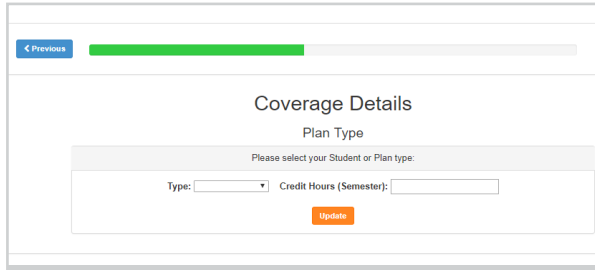 Previous
Coverage Details
Plan Type
Please select your Student or Plan type:
Type: Credit Hours (Semester):
Update